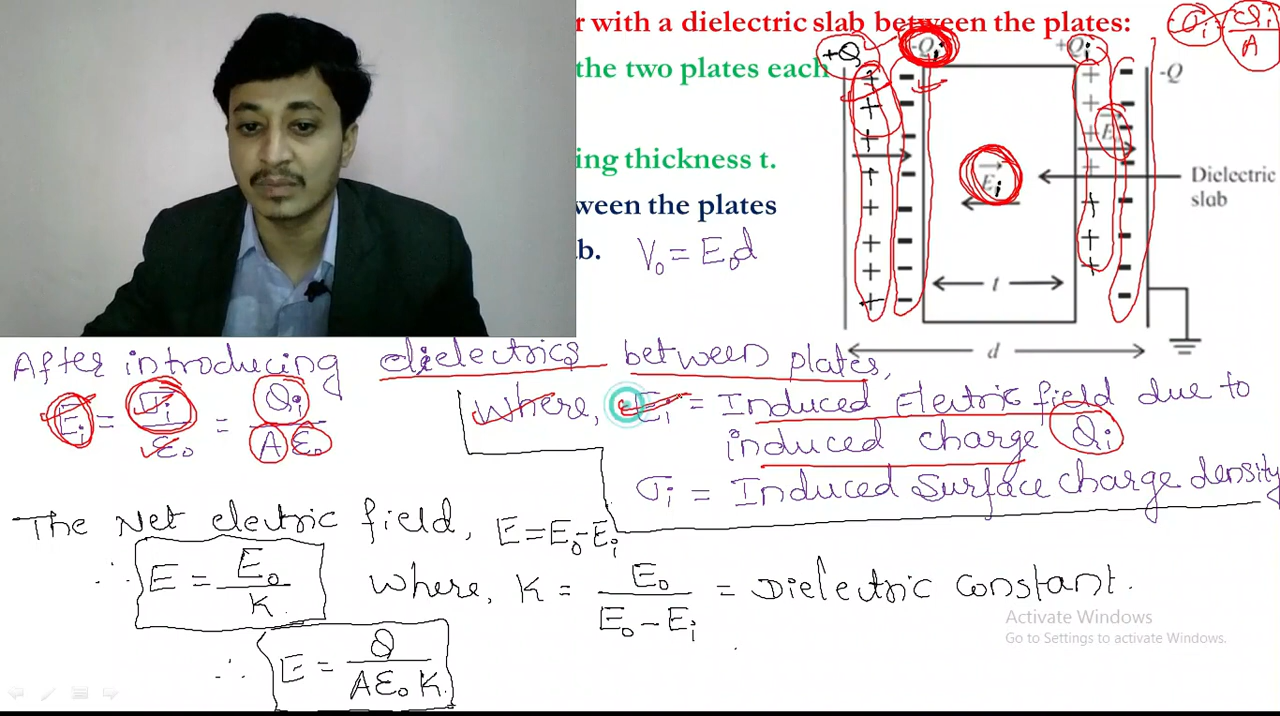 r with a dielectric slab between the plates:
the two plates each
ing thickness t.
ween the plates
b. V₀ = E₀d
σi = Qi/A
+Q -Qi +Qi -Q
Ei
Dielectric
slab
t
d
After introducing dielectrics between plates,
Ei = σi/ε₀ = Qi/Aε₀
where, Ei = Induced Electric field due to
induced charge Qi
σi = Induced Surface charge density
The Net electric field, E = E₀ - Ei
∴ E = E₀/K where, K = E₀/E₀ - Ei = Dielectric constant.
∴ E = Q/Aε₀K
Activate Windows
Go to Settings to activate Windows.